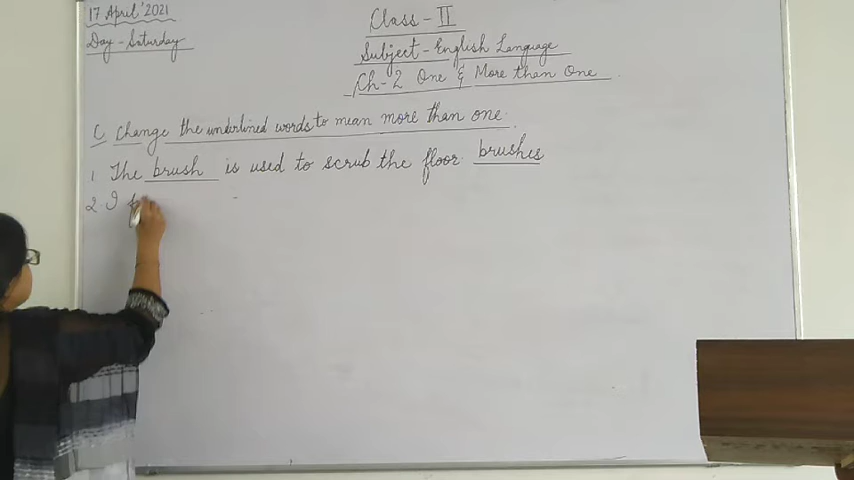 17 April'2021
Day - Saturday
Class - II
Subject - English Language
Ch-2 One & More than One
C. Change the underlined words to mean more than one.
1. The brush is used to scrub the floor. brushes
2. I